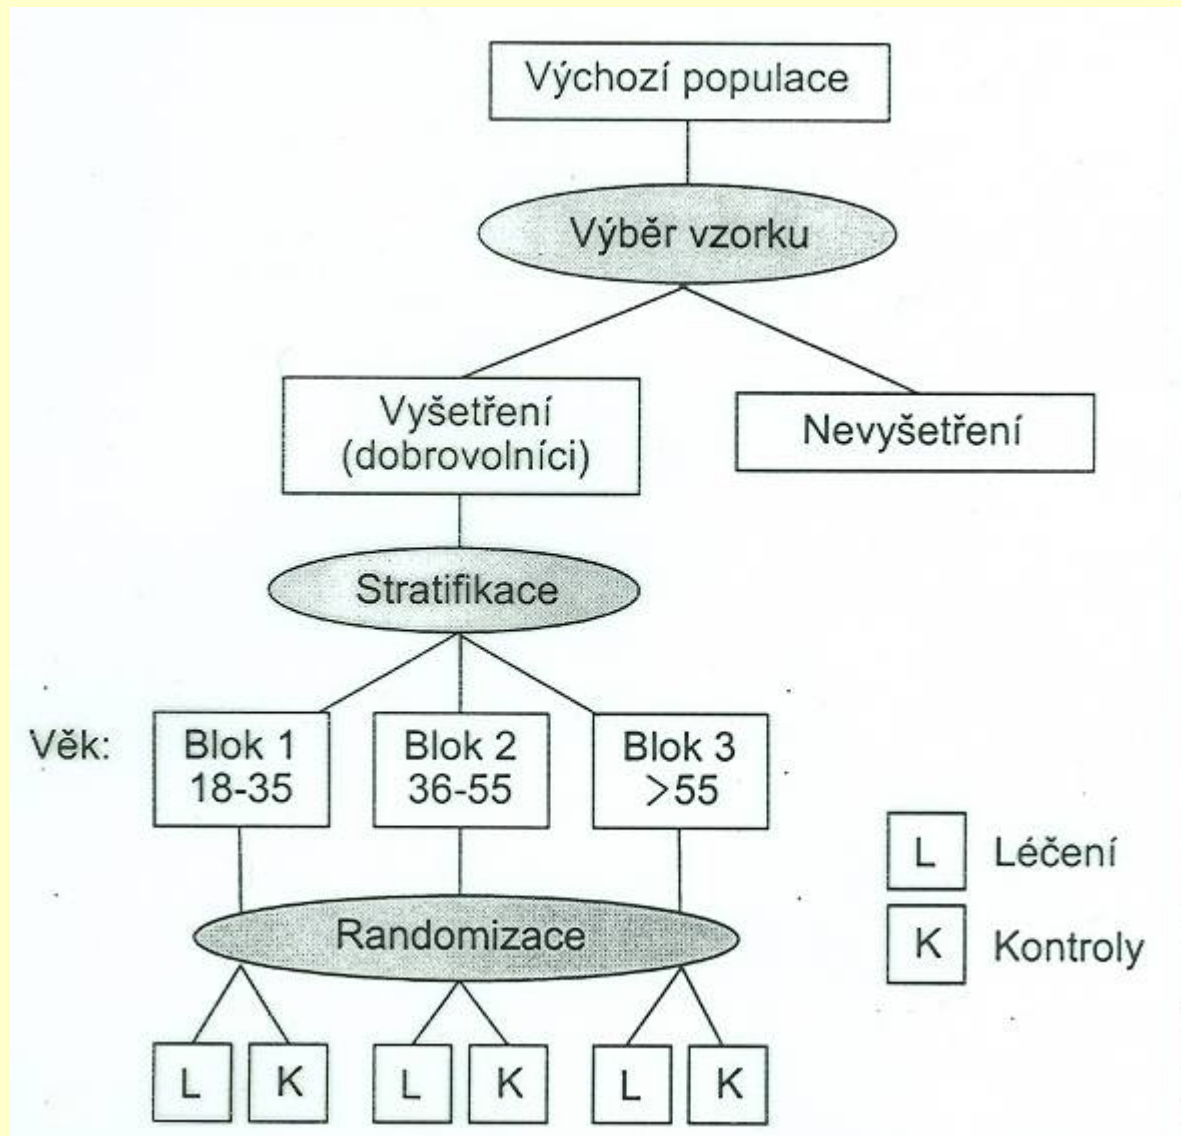 Výchozí populace
Výběr vzorku
Vyšetření
(dobrovolníci)
Nevyšetření
Stratifikace
Věk:
Blok 1
18-35
Blok 2
36-55
Blok 3
>55
L Léčení
K Kontroly
Randomizace
L K L K L K